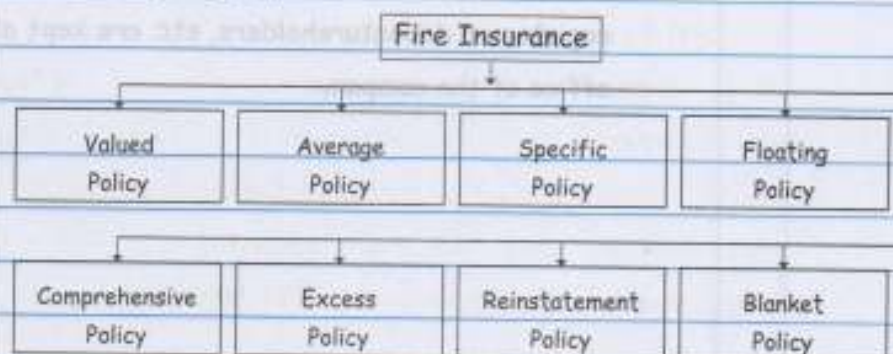 Fire Insurance
Valued
Policy
Average
Policy
Specific
Policy
Floating
Policy
Comprehensive
Policy
Excess
Policy
Reinstatement
Policy
Blanket
Policy